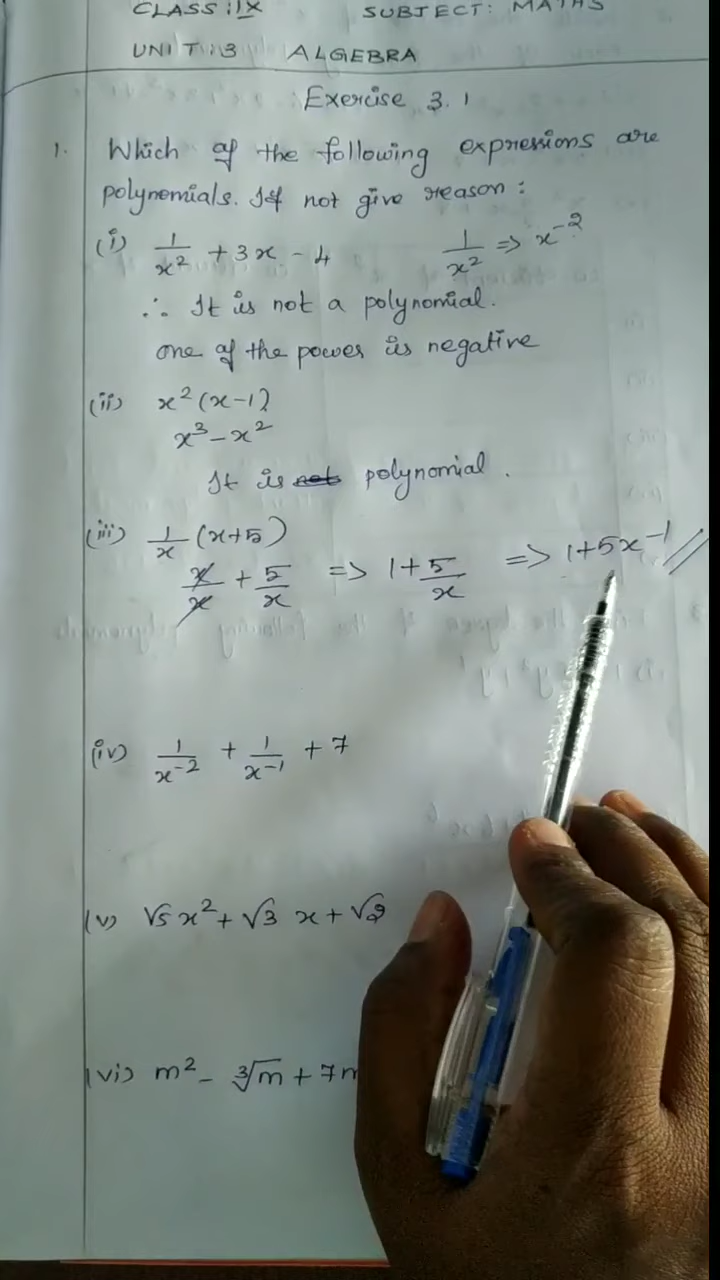 CLASS: IX SUBJECT: MATHS
UNIT: 3 ALGEBRA
Exercise 3.1
1. Which of the following expressions are
polynomials. If not give reason:
(i) 1/x² + 3x - 4 1/x² => x⁻²
∴ It is not a polynomial.
one of the power is negative
(ii) x²(x-1)
x³-x²
It is not polynomial.
(iii) 1/x (x+5)
x/x + 5/x => 1+5/x => 1+5x⁻¹//
(iv) 1/x⁻² + 1/x⁻¹ + 7
(v) √5 x² + √3 x + √2
(vi) m² - ∛m + 7m